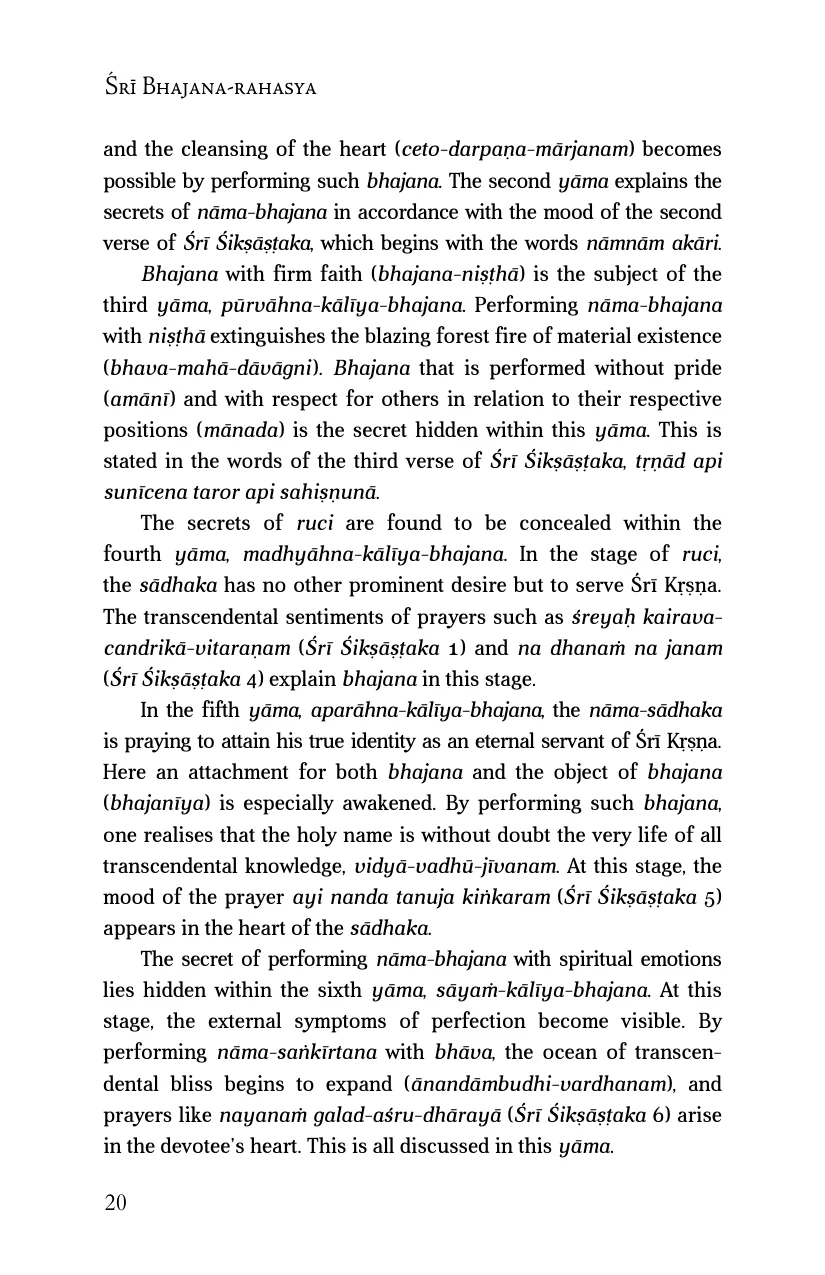 Śrī Bhajana-rahasya
and the cleansing of the heart (ceto-darpaṇa-mārjanam) becomes
possible by performing such bhajana. The second yāma explains the
secrets of nāma-bhajana in accordance with the mood of the second
verse of Śrī Śikṣāṣṭaka, which begins with the words nāmnām akāri.
Bhajana with firm faith (bhajana-niṣṭhā) is the subject of the
third yāma, pūrvāhna-kālīya-bhajana. Performing nāma-bhajana
with niṣṭhā extinguishes the blazing forest fire of material existence
(bhava-mahā-dāvāgni). Bhajana that is performed without pride
(amānī) and with respect for others in relation to their respective
positions (mānada) is the secret hidden within this yāma. This is
stated in the words of the third verse of Śrī Śikṣāṣṭaka, tṛṇād api
sunīcena taror api sahiṣṇunā.
The secrets of ruci are found to be concealed within the
fourth yāma, madhyāhna-kālīya-bhajana. In the stage of ruci,
the sādhaka has no other prominent desire but to serve Śrī Kṛṣṇa.
The transcendental sentiments of prayers such as śreyaḥ kairava-
candrikā-vitaraṇam (Śrī Śikṣāṣṭaka 1) and na dhanaṁ na janam
(Śrī Śikṣāṣṭaka 4) explain bhajana in this stage.
In the fifth yāma, aparāhna-kālīya-bhajana, the nāma-sādhaka
is praying to attain his true identity as an eternal servant of Śrī Kṛṣṇa.
Here an attachment for both bhajana and the object of bhajana
(bhajanīya) is especially awakened. By performing such bhajana,
one realises that the holy name is without doubt the very life of all
transcendental knowledge, vidyā-vadhū-jīvanam. At this stage, the
mood of the prayer ayi nanda tanuja kiṅkaram (Śrī Śikṣāṣṭaka 5)
appears in the heart of the sādhaka.
The secret of performing nāma-bhajana with spiritual emotions
lies hidden within the sixth yāma, sāyaṁ-kālīya-bhajana. At this
stage, the external symptoms of perfection become visible. By
performing nāma-saṅkīrtana with bhāva, the ocean of transcen-
dental bliss begins to expand (ānandāmbudhi-vardhanam), and
prayers like nayanaṁ galad-aśru-dhārayā (Śrī Śikṣāṣṭaka 6) arise
in the devotee’s heart. This is all discussed in this yāma.
20